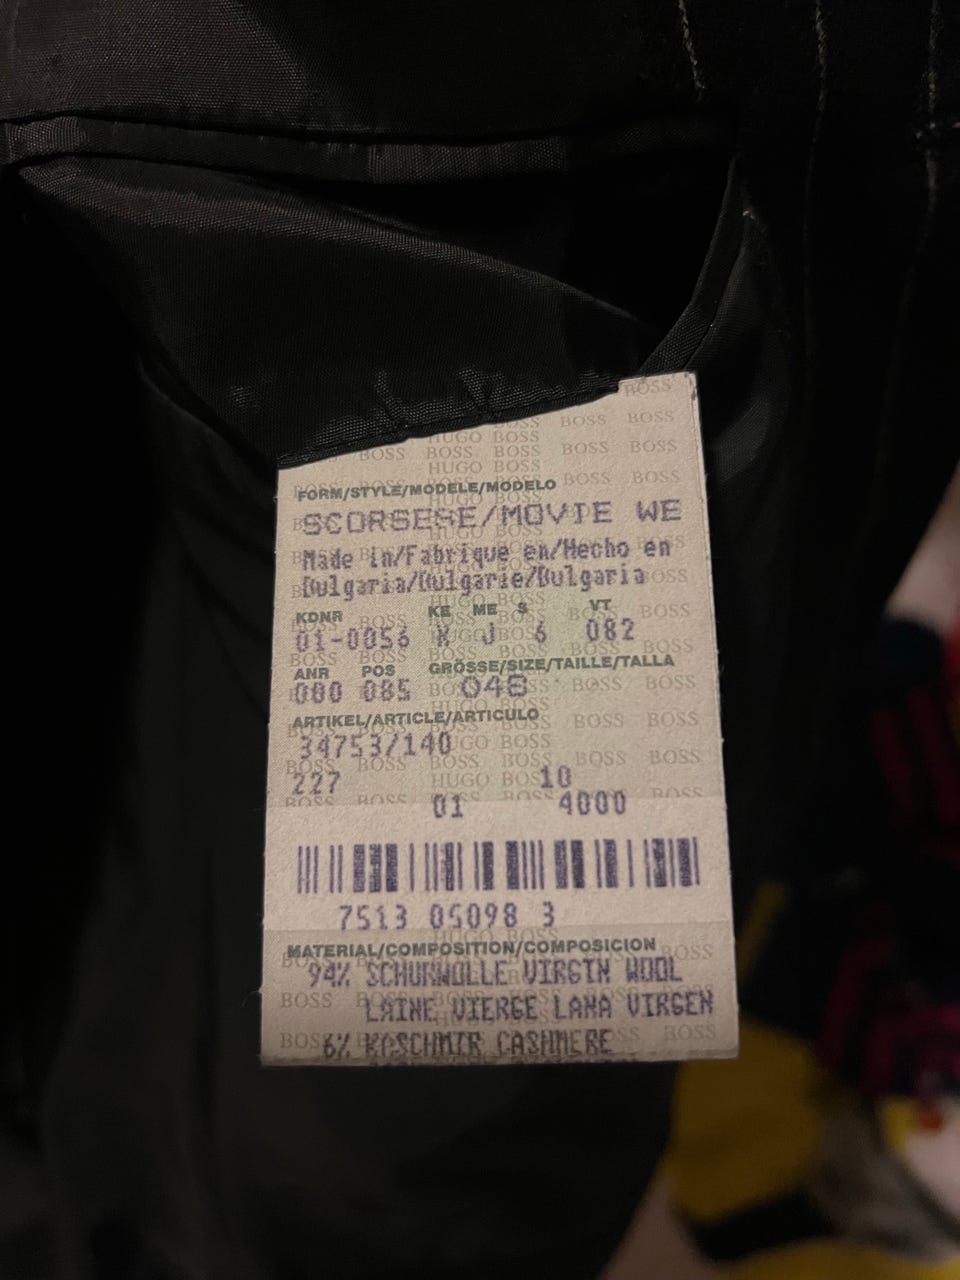 FORM/STYLE/MODELE/MODELO
SCORSESE/MOVIE WE
Made in/Fabrique en/Hecho en
Bulgaria/Bulgarie/Bulgaria
KDNR KE ME S VT
01-0056 K J 6 082
ANR POS GRÖSSE/SIZE/TAILLE/TALLA
000 085 048
ARTIKEL/ARTICLE/ARTICULO
34753/140
227 10
01 4000
7513 05098 3
MATERIAL/COMPOSITION/COMPOSICION
94% SCHURWOLLE VIRGIN WOOL
LAINE VIERGE LANA VIRGEN
6% KASCHMIR CASHMERE